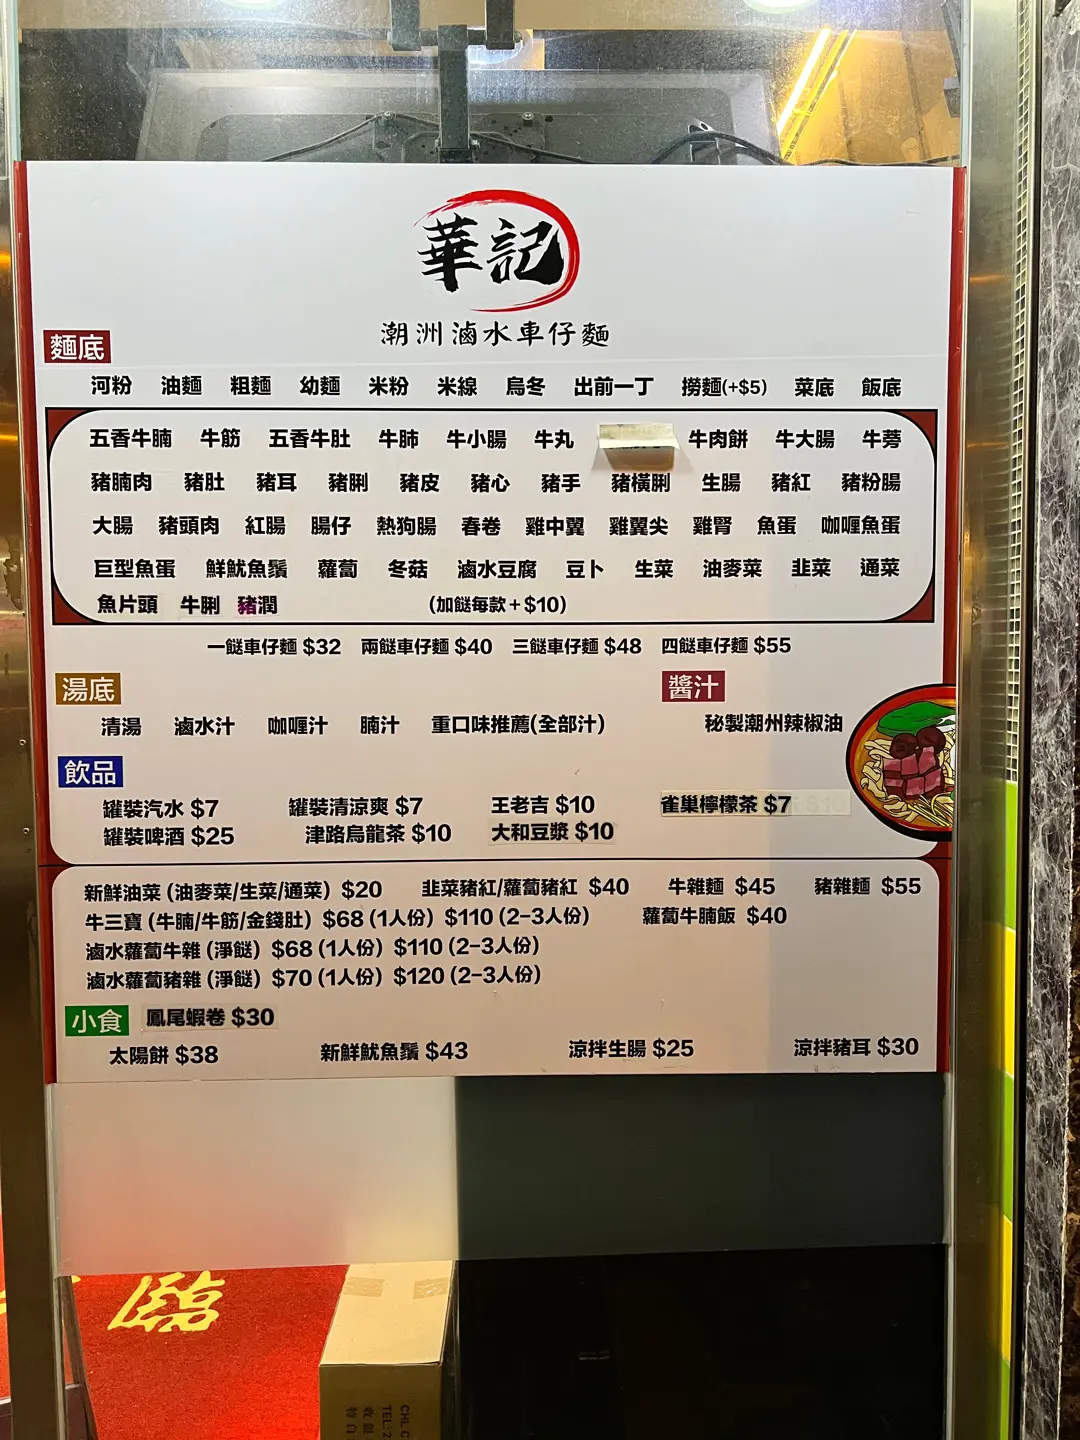 華記
潮洲滷水車仔麵
麵底
河粉 油麵 粗麵 幼麵 米粉 米線 烏冬 出前一丁 撈麵(+$5) 菜底 飯底
五香牛腩 牛筋 五香牛肚 牛肺 牛小腸 牛丸 牛肉餅 牛大腸 牛蒡
豬腩肉 豬肚 豬耳 豬脷 豬皮 豬心 豬手 豬橫脷 生腸 豬紅 豬粉腸
大腸 豬頭肉 紅腸 腸仔 熱狗腸 春卷 雞中翼 雞翼尖 雞腎 魚蛋 咖喱魚蛋
巨型魚蛋 鮮魷魚鬚 蘿蔔 冬菇 滷水豆腐 豆卜 生菜 油麥菜 韭菜 通菜
魚片頭 牛脷 豬潤 (加餸每款+$10)
一餸車仔麵 $32 兩餸車仔麵 $40 三餸車仔麵 $48 四餸車仔麵 $55
湯底 醬汁
清湯 滷水汁 咖喱汁 腩汁 重口味推薦(全部汁) 秘製潮州辣椒油
飲品
罐裝汽水 $7 罐裝清涼爽 $7 王老吉 $10 雀巢檸檬茶 $7
罐裝啤酒 $25 津路烏龍茶 $10 大和豆漿 $10
新鮮油菜 (油麥菜/生菜/通菜) $20 韭菜豬紅/蘿蔔豬紅 $40 牛雜麵 $45 豬雜麵 $55
牛三寶 (牛腩/牛筋/金錢肚) $68 (1人份) $110 (2-3人份) 蘿蔔牛腩飯 $40
滷水蘿蔔牛雜 (淨餸) $68 (1人份) $110 (2-3人份)
滷水蘿蔔豬雜 (淨餸) $70 (1人份) $120 (2-3人份)
小食 鳳尾蝦卷 $30
太陽餅 $38 新鮮魷魚鬚 $43 涼拌生腸 $25 涼拌豬耳 $30
臨